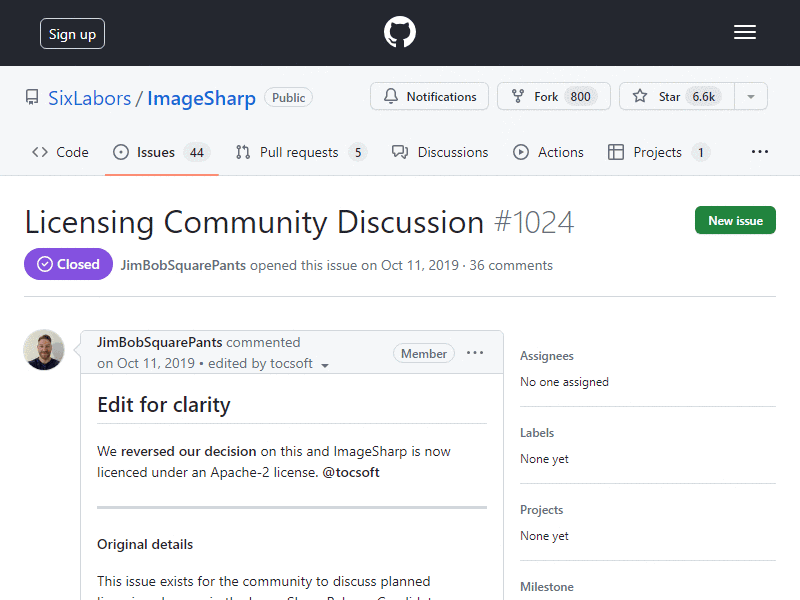 Sign up
SixLabors / ImageSharp Public
Notifications
Fork 800
Star 6.6k
Code
Issues 44
Pull requests 5
Discussions
Actions
Projects 1
Licensing Community Discussion #1024
New issue
Closed
JimBobSquarePants opened this issue on Oct 11, 2019 · 36 comments
JimBobSquarePants commented
on Oct 11, 2019 • edited by tocsoft
Member
Edit for clarity
We reversed our decision on this and ImageSharp is now
licenced under an Apache-2 license. @tocsoft
Original details
This issue exists for the community to discuss planned
Assignees
No one assigned
Labels
None yet
Projects
None yet
Milestone